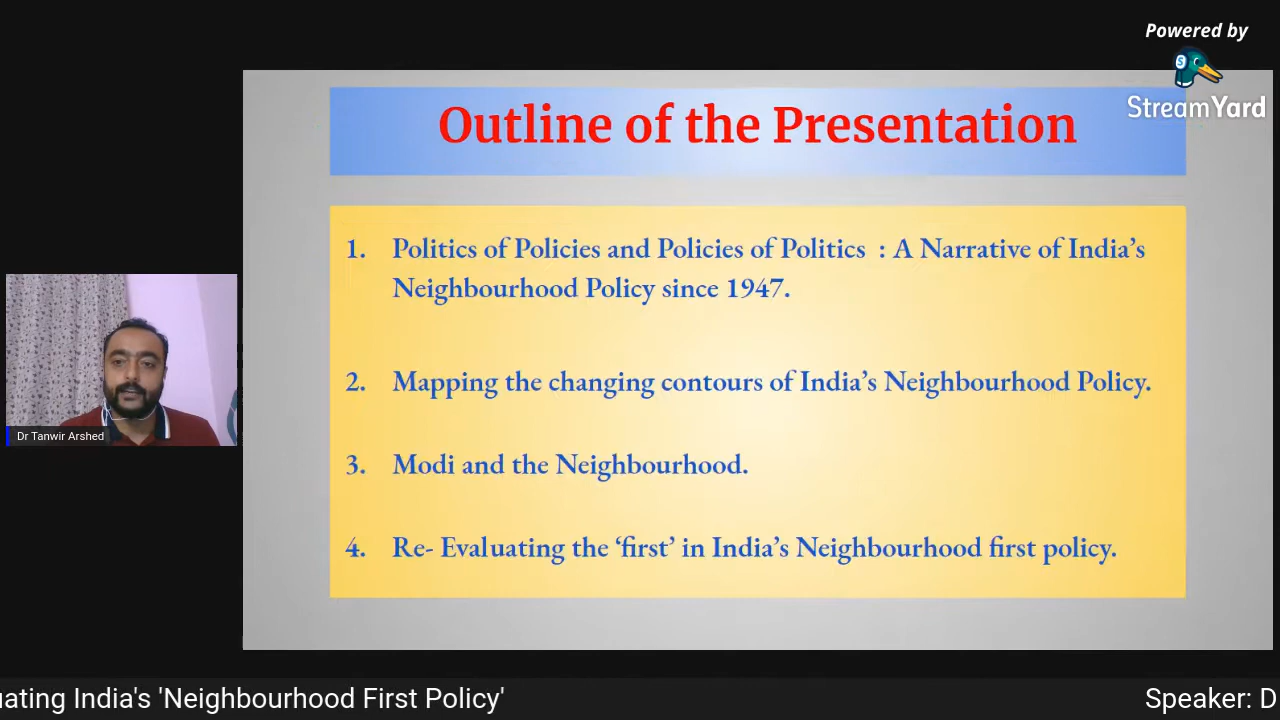 Powered by
StreamYard
Outline of the Presentation
1. Politics of Policies and Policies of Politics : A Narrative of India’s
Neighbourhood Policy since 1947.
2. Mapping the changing contours of India’s Neighbourhood Policy.
3. Modi and the Neighbourhood.
4. Re- Evaluating the ‘first’ in India’s Neighbourhood first policy.
Dr Tanwir Arshed
uating India's 'Neighbourhood First Policy'
Speaker: D